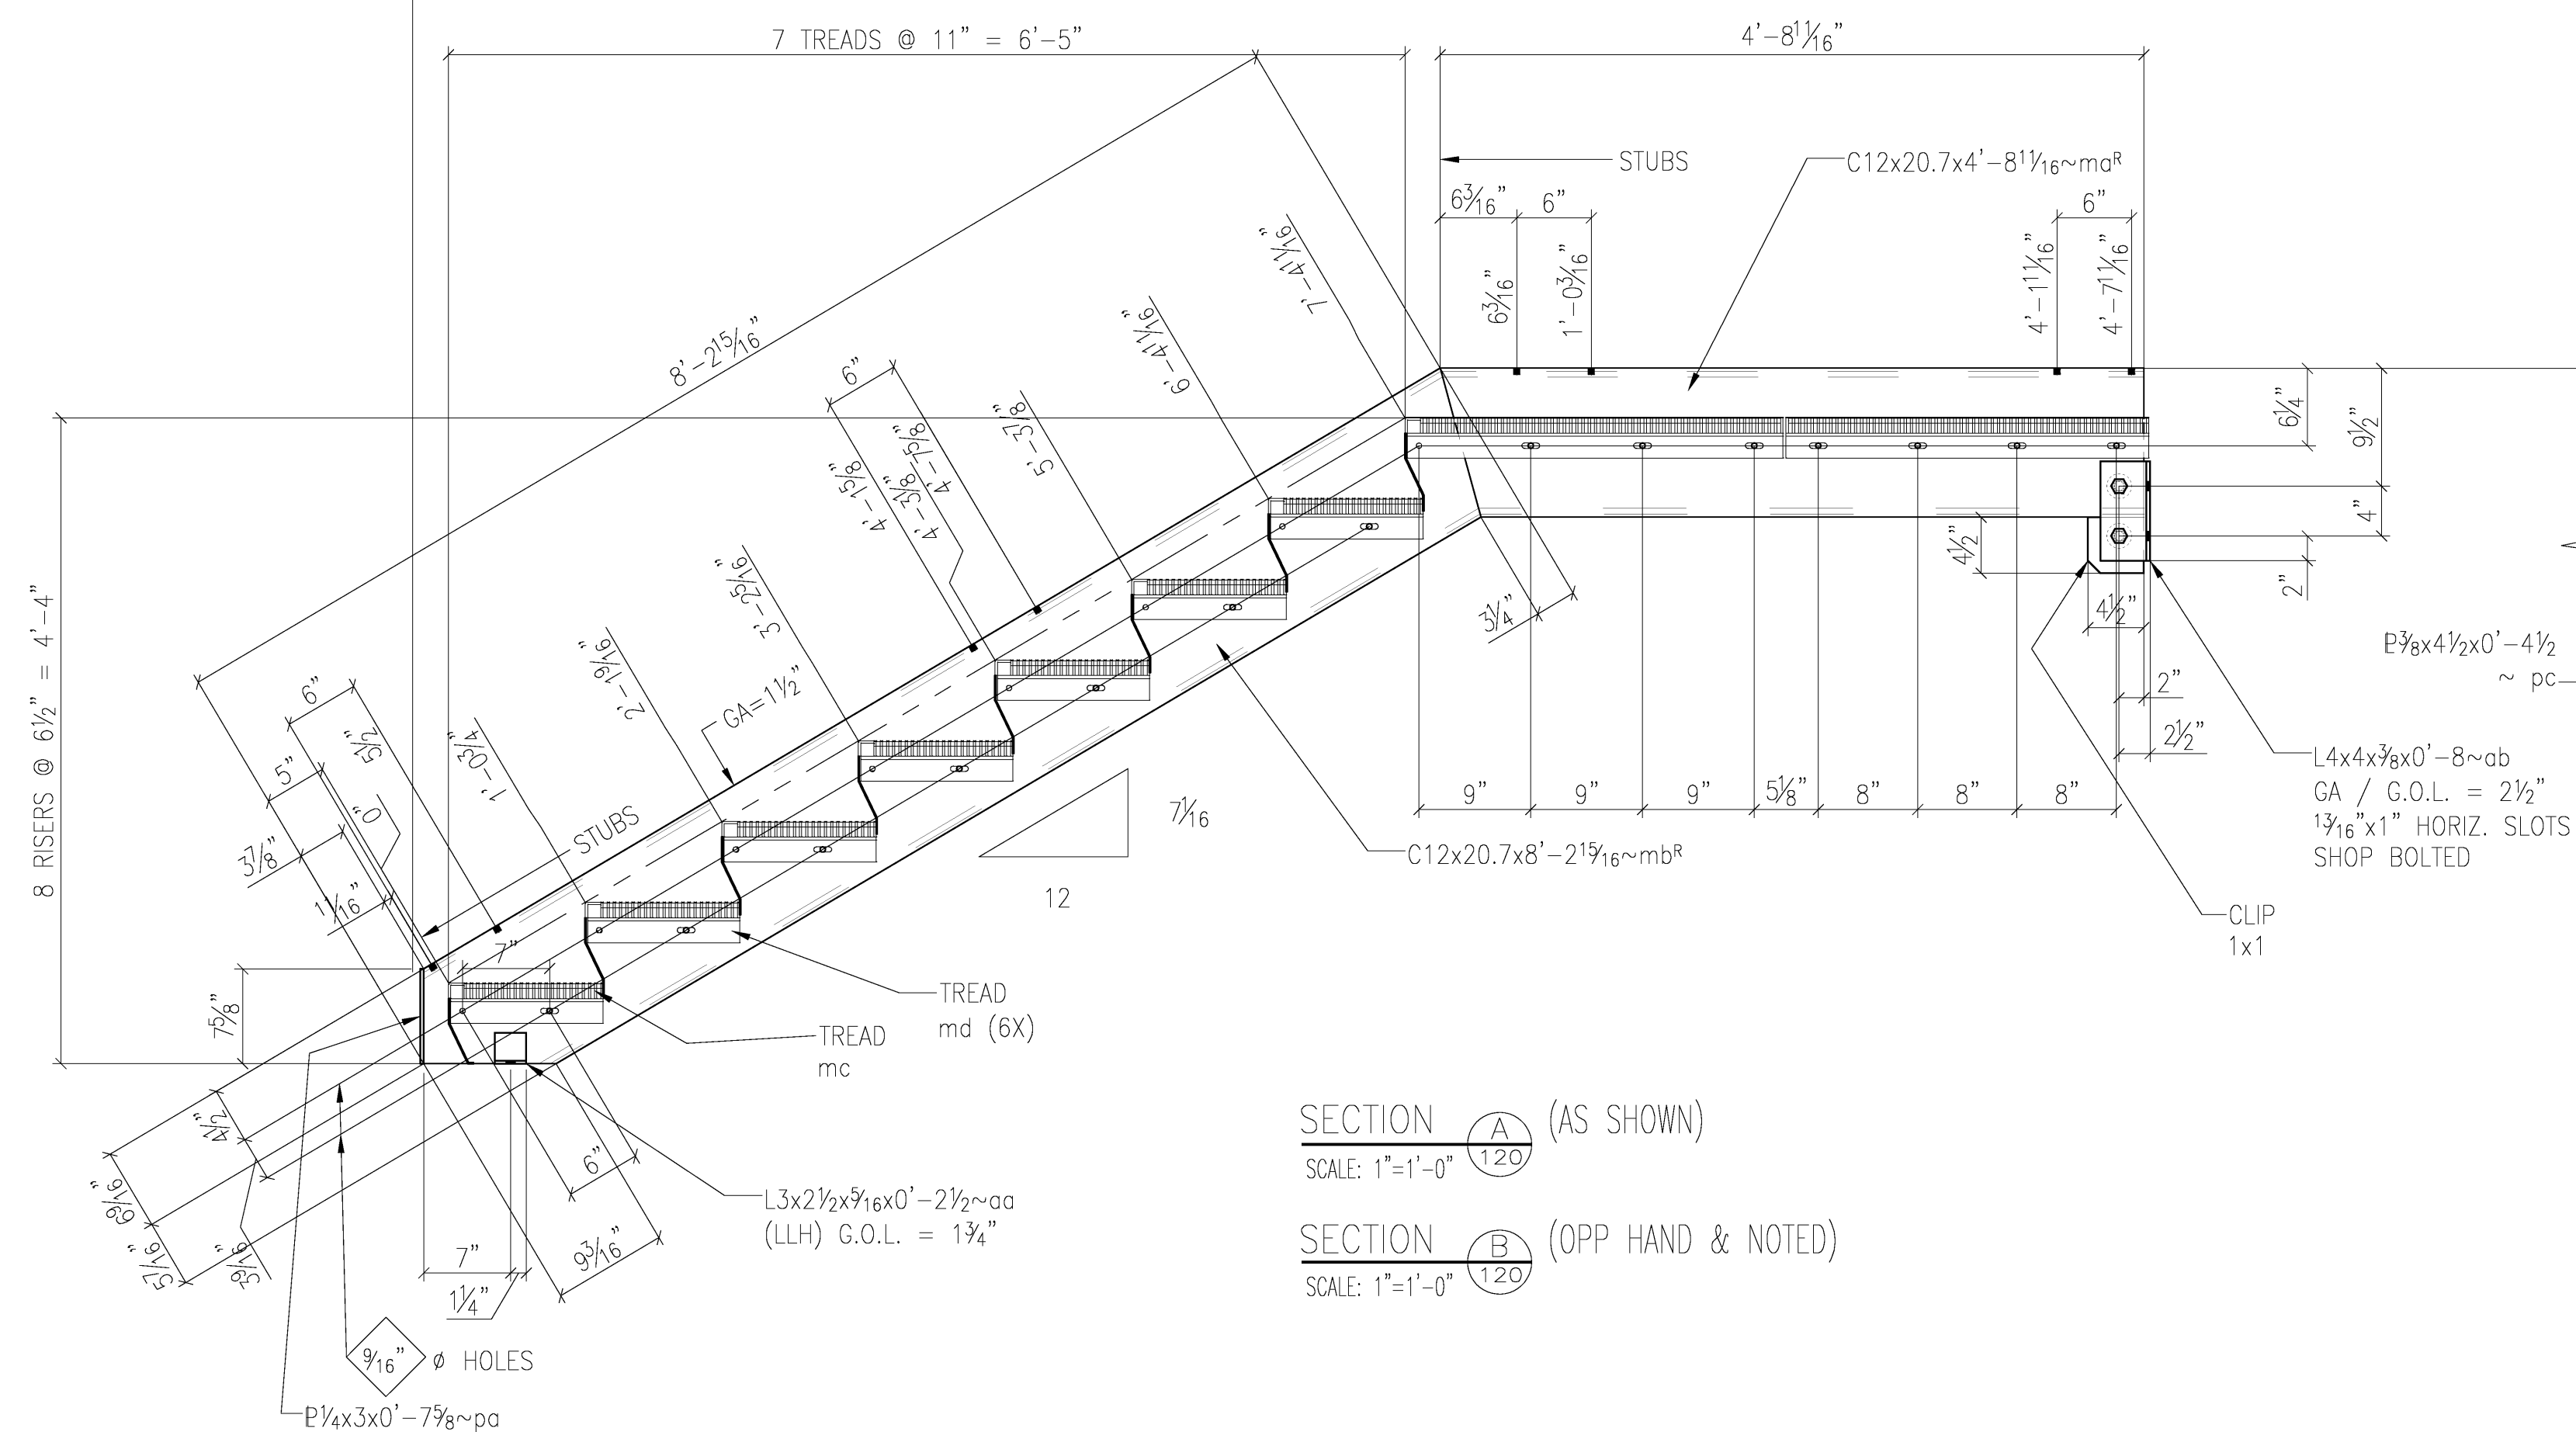 7 TREADS @ 11" = 6'-5"
4'-8 11/16"
STUBS
C12x20.7x4'-8 11/16~maR
6 3/16"
6"
6"
6 3/16"
1'-0 3/16"
4'-1 11/16"
4'-7 11/16"
8'-2 15/16"
7'-4 11/16"
6'-4 1/16"
5'-3 7/8"
6"
4'-1 5/8"
4'-3 1/8"
4'-7 5/8"
3'-2 5/16"
2'-1 9/16"
1'-0 3/4"
GA=1 1/2"
6"
5 1/2"
5"
0"
3 7/8"
1 1/16"
STUBS
8 RISERS @ 6 1/2" = 4'-4"
7 5/8"
7"
6 1/4"
9 1/2"
4"
2"
4 1/2"
4 1/2"
3 1/4"
2"
2 1/2"
PL3/8x4 1/2x0'-4 1/2
~ pc
L4x4x3/8x0'-8~ab
GA / G.O.L. = 2 1/2"
13/16"x1" HORIZ. SLOTS
SHOP BOLTED
9"
9"
9"
5 1/8"
8"
8"
8"
7 1/16
12
C12x20.7x8'-2 15/16~mbR
CLIP
1x1
TREAD
md (6X)
TREAD
mc
4 1/2"
6 9/16"
5 7/16"
3 9/16"
6"
9 3/16"
7"
1 1/4"
L3x2 1/2x5/16x0'-2 1/2~aa
(LLH) G.O.L. = 1 3/4"
9/16" ø HOLES
PL1/4x3x0'-7 5/8~pa
SECTION A (AS SHOWN)
SCALE: 1"=1'-0" 120
SECTION B (OPP HAND & NOTED)
SCALE: 1"=1'-0" 120